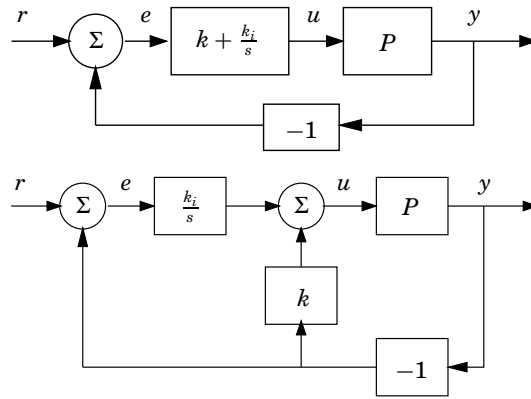 r Σ e k + k_i/s u P y
−1
r Σ e k_i/s Σ u P y
k
−1